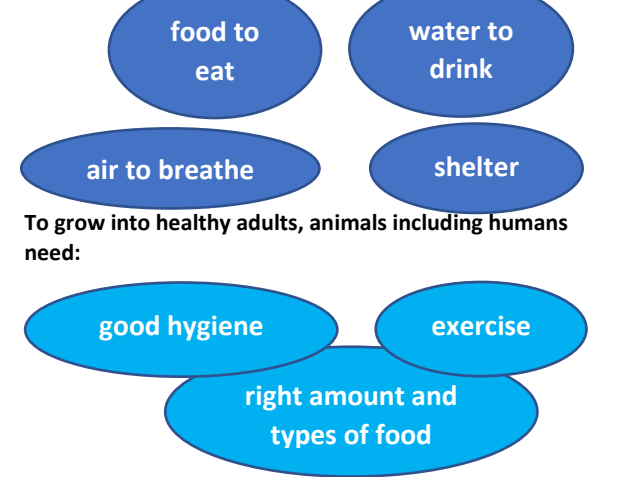 food to
eat
water to
drink
air to breathe
shelter
To grow into healthy adults, animals including humans
need:
good hygiene
exercise
right amount and
types of food